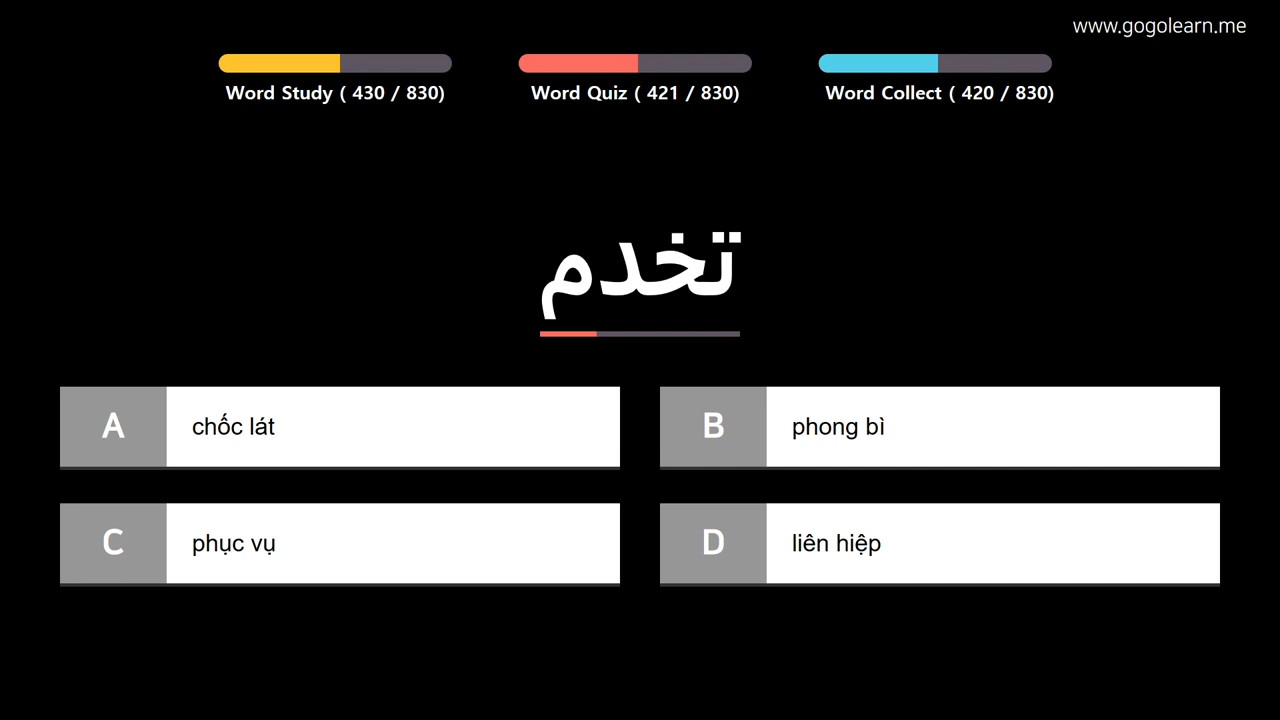 www.gogolearn.me
Word Study ( 430 / 830)
Word Quiz ( 421 / 830)
Word Collect ( 420 / 830)
تخدم
A
chốc lát
B
phong bì
C
phục vụ
D
liên hiệp